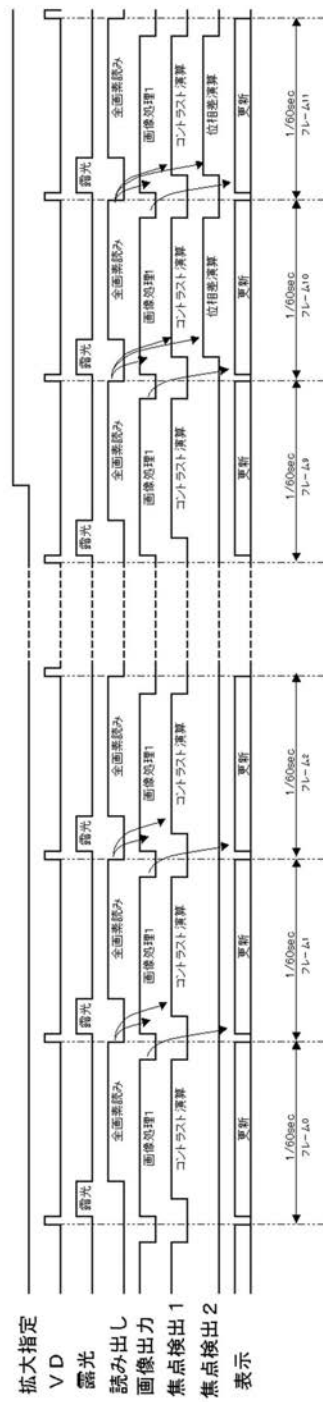 拡大指定
VD
露光 露光 露光 露光 露光 露光 露光
読み出し 全画素読み 全画素読み 全画素読み 全画素読み 全画素読み 全画素読み
画像出力 画像処理1 画像処理1 画像処理1 画像処理1 画像処理1 画像処理1
焦点検出1 コントラスト演算 コントラスト演算 コントラスト演算 コントラスト演算 コントラスト演算 コントラスト演算
焦点検出2 位相差演算 位相差演算
表示 更新 更新 更新 更新 更新 更新
1/60sec 1/60sec 1/60sec 1/60sec 1/60sec 1/60sec
フレーム0 フレーム1 フレーム2 フレーム9 フレーム10 フレーム11